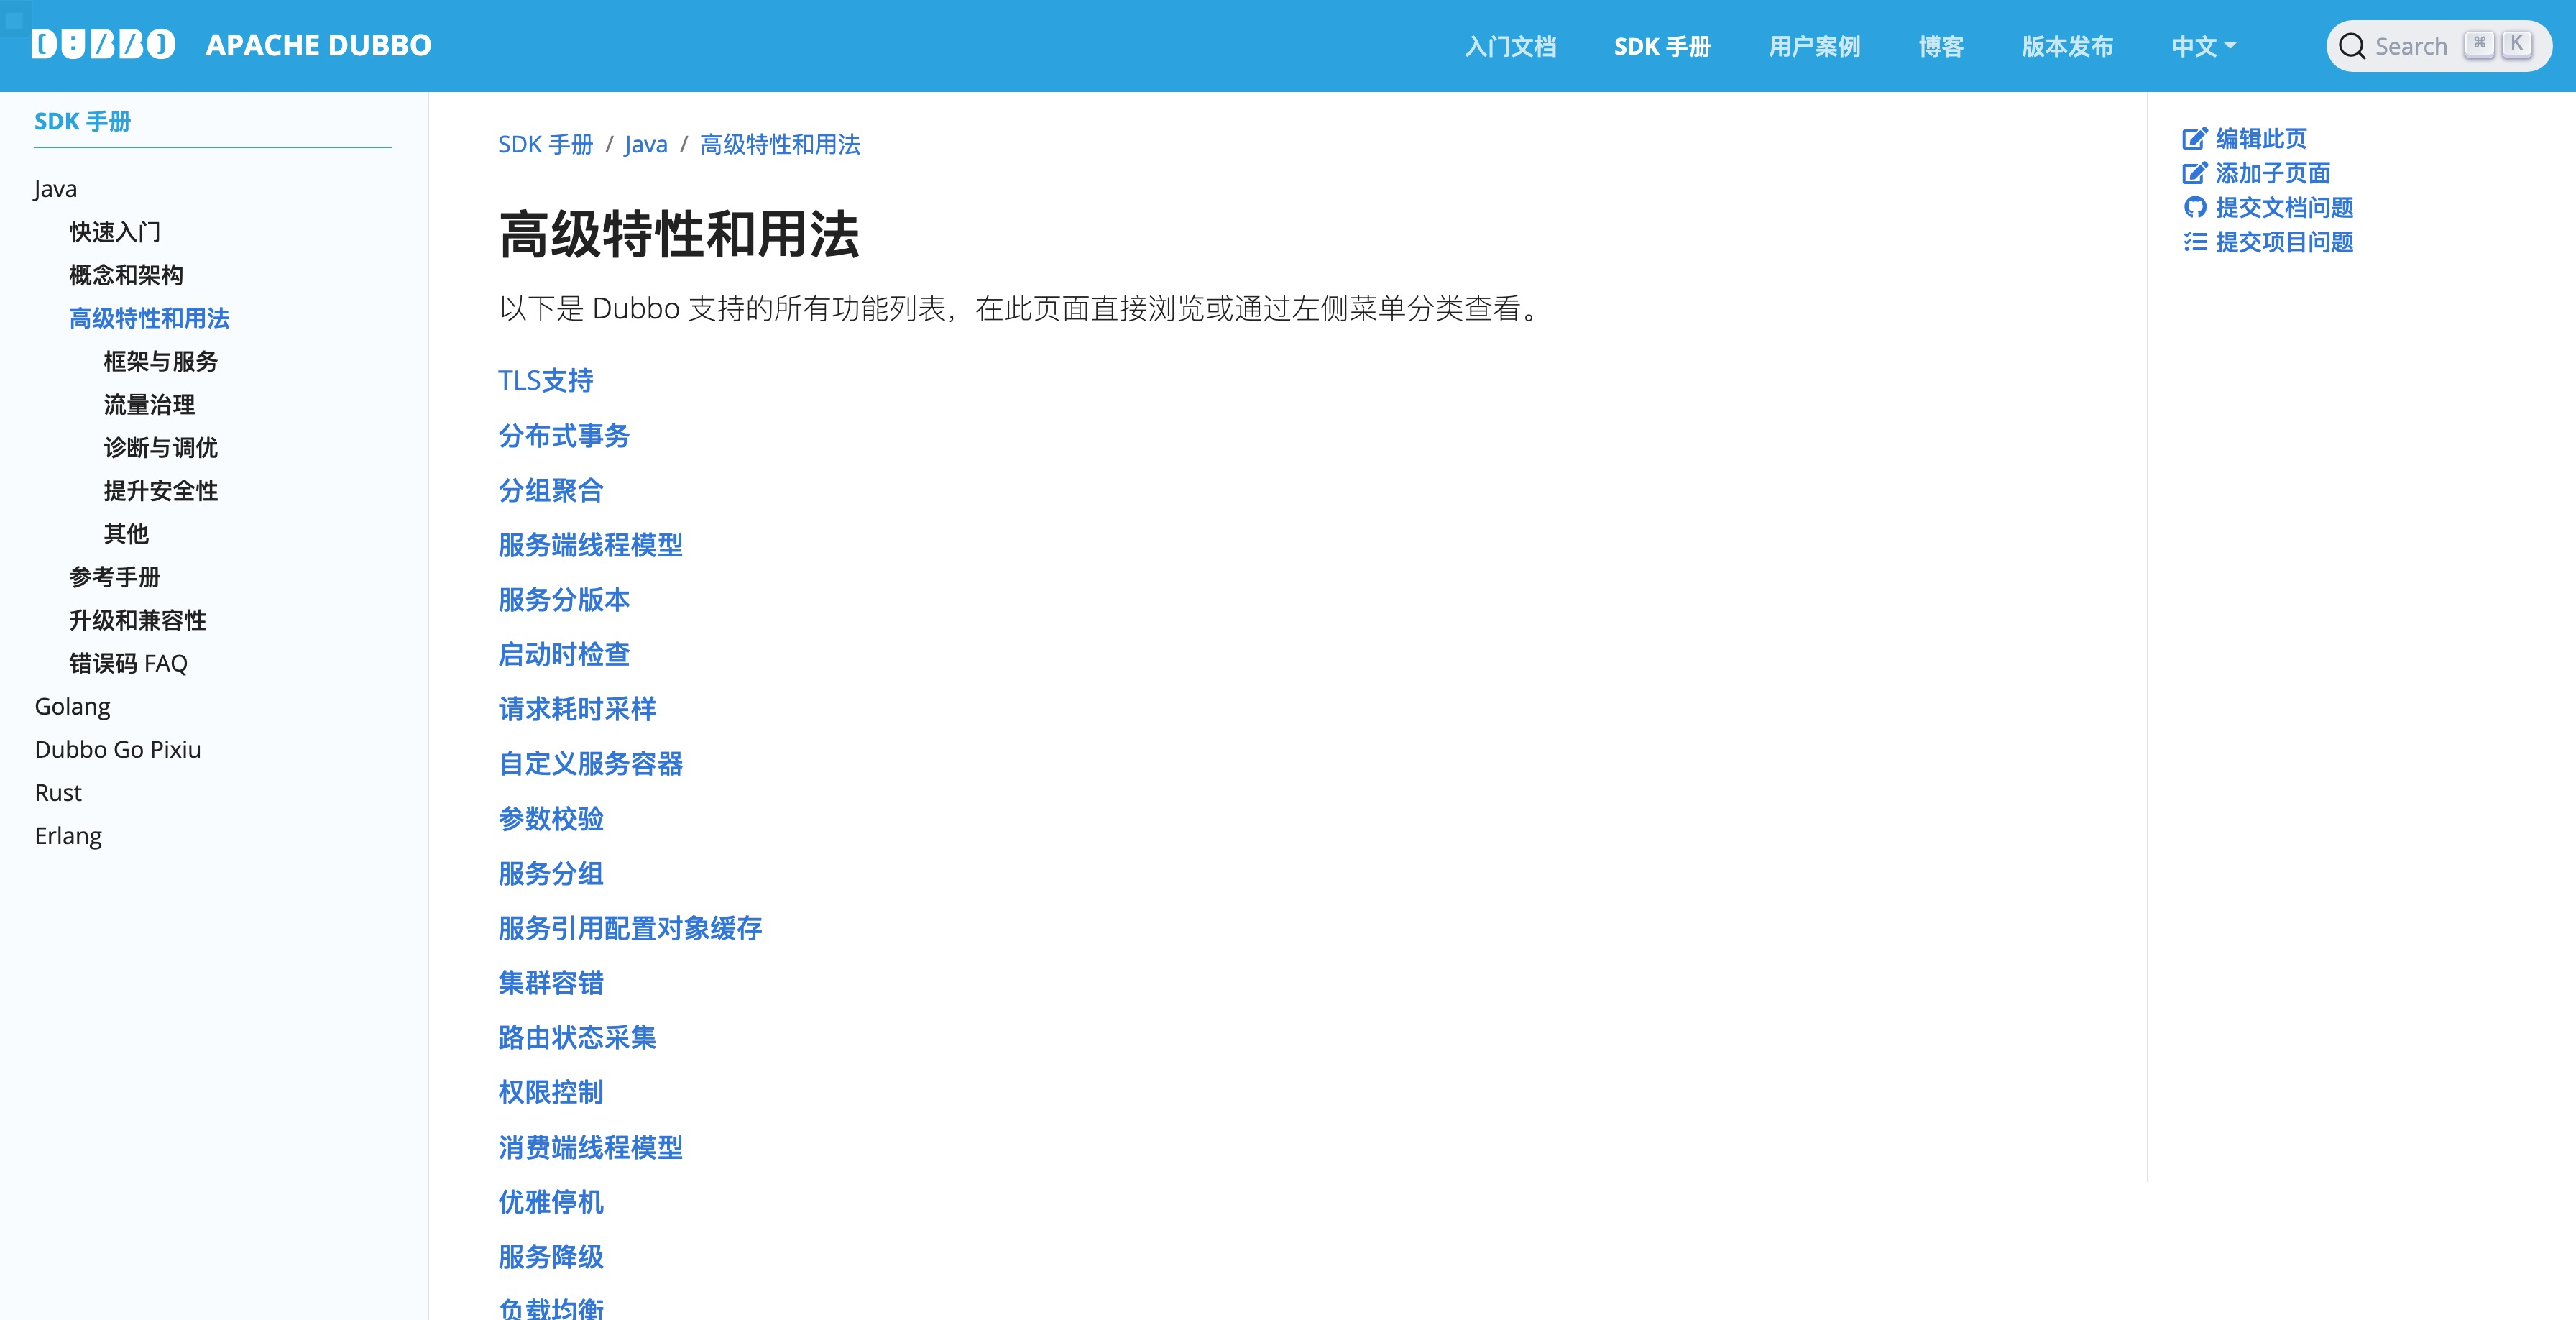 DUBBO APACHE DUBBO 入门文档 SDK 手册 用户案例 博客 版本发布 中文 Search ⌘ K
SDK 手册
Java
快速入门
概念和架构
高级特性和用法
框架与服务
流量治理
诊断与调优
提升安全性
其他
参考手册
升级和兼容性
错误码 FAQ
Golang
Dubbo Go Pixiu
Rust
Erlang
SDK 手册 / Java / 高级特性和用法
高级特性和用法
以下是 Dubbo 支持的所有功能列表，在此页面直接浏览或通过左侧菜单分类查看。
TLS支持
分布式事务
分组聚合
服务端线程模型
服务分版本
启动时检查
请求耗时采样
自定义服务容器
参数校验
服务分组
服务引用配置对象缓存
集群容错
路由状态采集
权限控制
消费端线程模型
优雅停机
服务降级
负载均衡
编辑此页
添加子页面
提交文档问题
提交项目问题